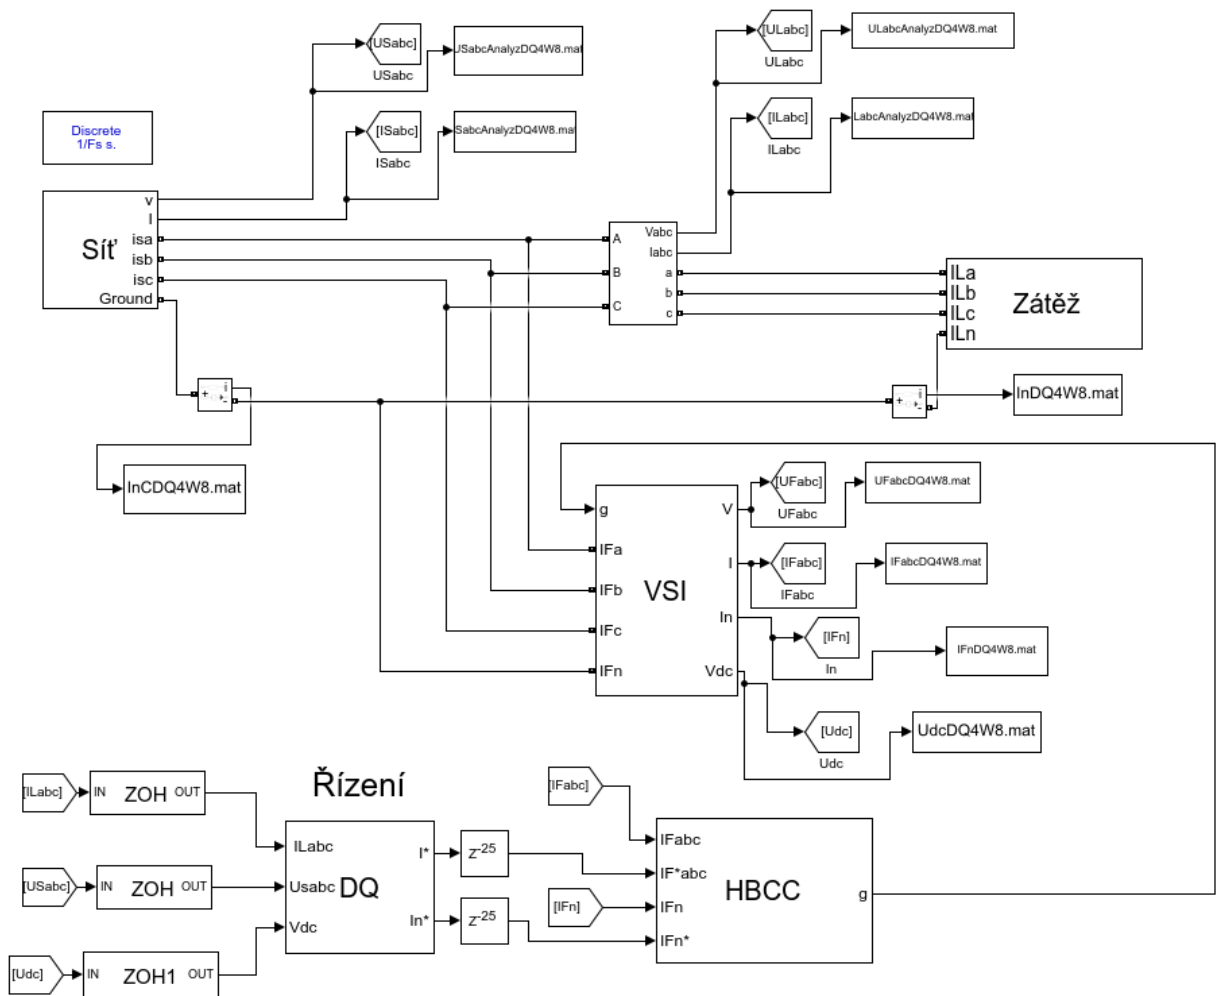 [USabc]
USabc
USabcAnalyzDQ4W8.mat
[ULabc]
ULabc
ULabcAnalyzDQ4W8.mat
Discrete
1/Fs s.
[ISabc]
ISabc
SabcAnalyzDQ4W8.mat
[ILabc]
ILabc
LabcAnalyzDQ4W8.mat
Síť
v
I
isa
isb
isc
Ground
A
B
C
Vabc
Iabc
a
b
c
ILa
ILb
ILc
ILn
Zátěž
+
i
-
+
i
-
InDQ4W8.mat
InCDQ4W8.mat
g
IFa
IFb
IFc
IFn
VSI
V
I
In
Vdc
[UFabc]
UFabc
UFabcDQ4W8.mat
[IFabc]
IFabc
IFabcDQ4W8.mat
[IFn]
In
IFnDQ4W8.mat
[Udc]
Udc
UdcDQ4W8.mat
Řízení
[ILabc]
IN ZOH OUT
[USabc]
IN ZOH OUT
[Udc]
IN ZOH1 OUT
ILabc
Usabc
Vdc
DQ
I*
In*
z-25
z-25
[IFabc]
[IFn]
IFabc
IF*abc
IFn
IFn*
HBCC
g